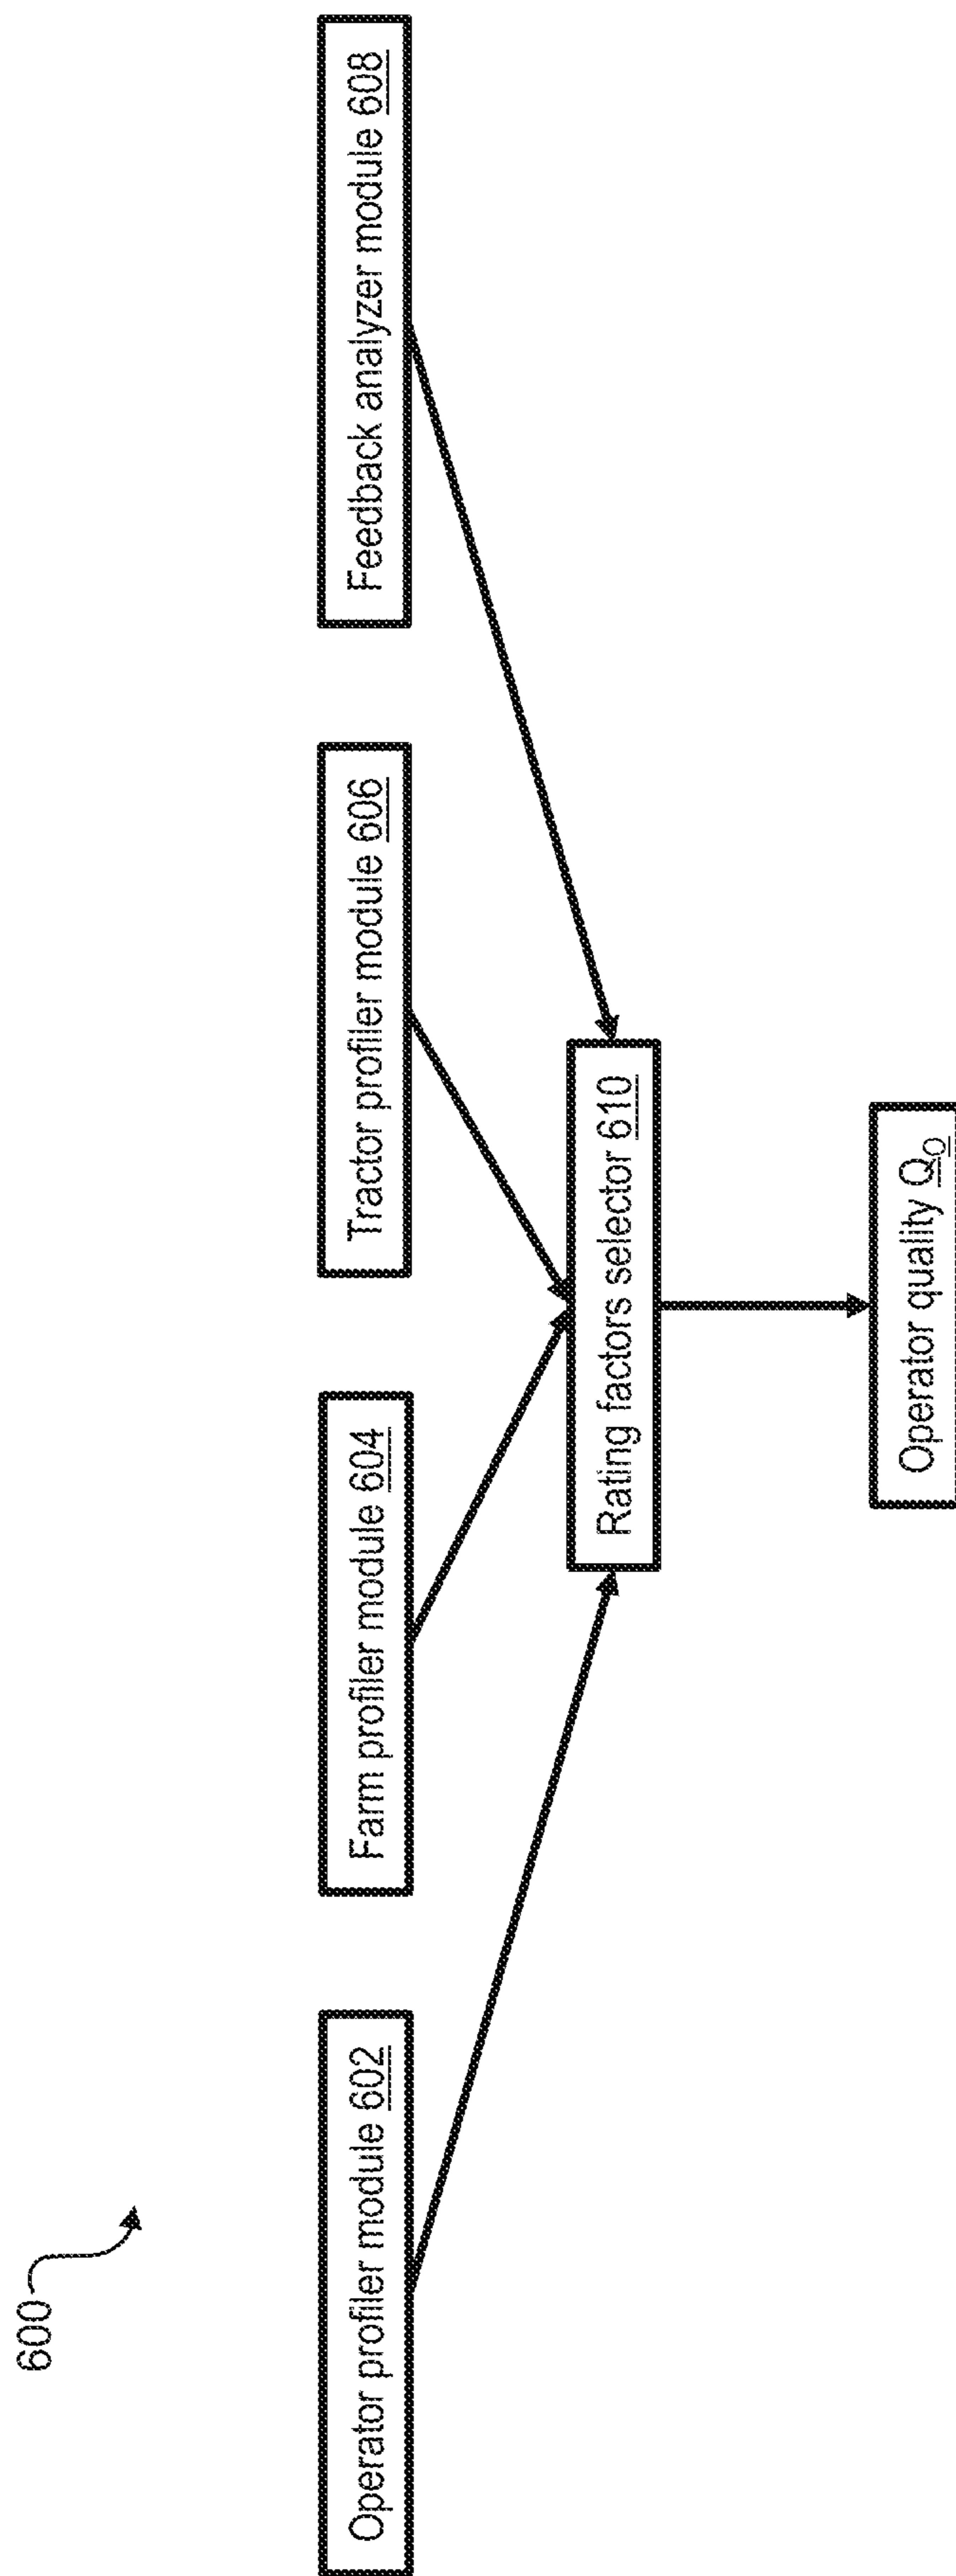 600
Operator profiler module 602
Farm profiler module 604
Tractor profiler module 606
Feedback analyzer module 608
Rating factors selector 610
Operator quality Q_O